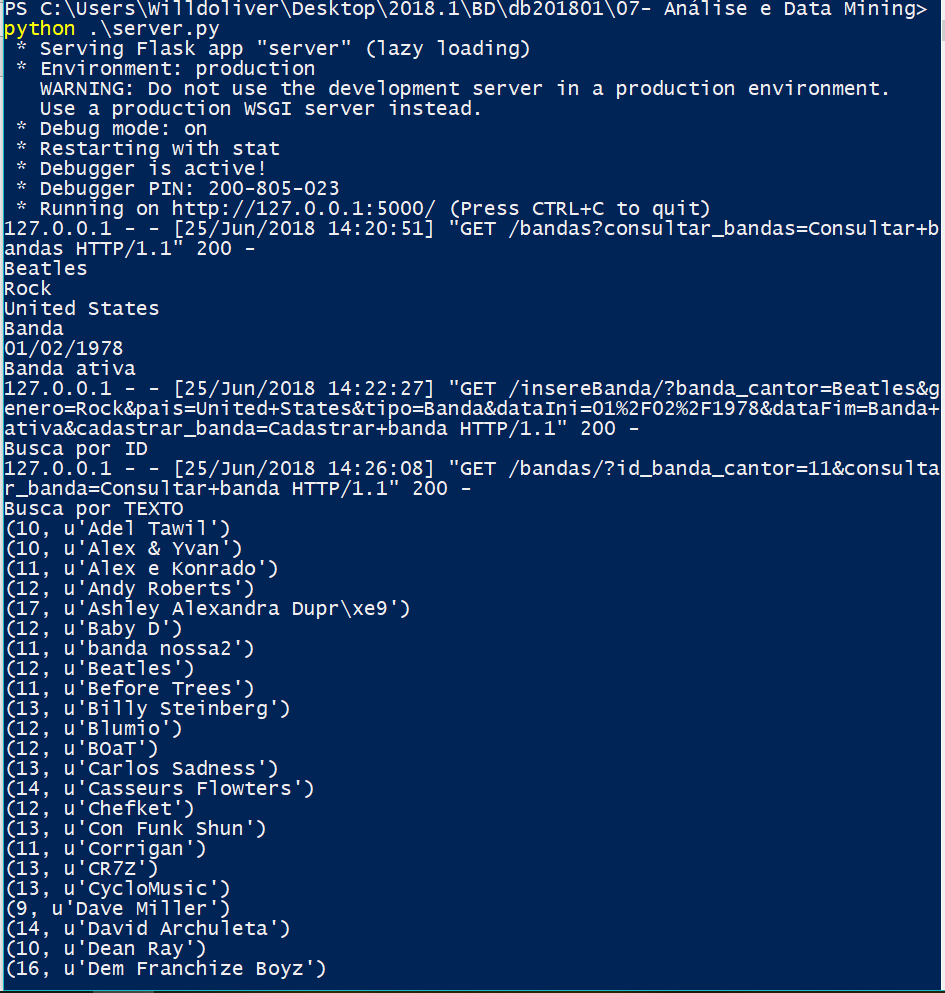 PS C:\Users\Willdoliver\Desktop\2018.1\BD\db201801\07- Análise e Data Mining>
python .\server.py
 * Serving Flask app "server" (lazy loading)
 * Environment: production
   WARNING: Do not use the development server in a production environment.
   Use a production WSGI server instead.
 * Debug mode: on
 * Restarting with stat
 * Debugger is active!
 * Debugger PIN: 200-805-023
 * Running on http://127.0.0.1:5000/ (Press CTRL+C to quit)
127.0.0.1 - - [25/Jun/2018 14:20:51] "GET /bandas?consultar_bandas=Consultar+b
andas HTTP/1.1" 200 -
Beatles
Rock
United States
Banda
01/02/1978
Banda ativa
127.0.0.1 - - [25/Jun/2018 14:22:27] "GET /insereBanda/?banda_cantor=Beatles&g
enero=Rock&pais=United+States&tipo=Banda&dataIni=01%2F02%2F1978&dataFim=Banda+
ativa&cadastrar_banda=Cadastrar+banda HTTP/1.1" 200 -
Busca por ID
127.0.0.1 - - [25/Jun/2018 14:26:08] "GET /bandas/?id_banda_cantor=11&consulta
r_banda=Consultar+banda HTTP/1.1" 200 -
Busca por TEXTO
(10, u'Adel Tawil')
(10, u'Alex & Yvan')
(11, u'Alex e Konrado')
(12, u'Andy Roberts')
(17, u'Ashley Alexandra Dupr\xe9')
(12, u'Baby D')
(11, u'banda nossa2')
(12, u'Beatles')
(11, u'Before Trees')
(13, u'Billy Steinberg')
(12, u'Blumio')
(12, u'BOaT')
(13, u'Carlos Sadness')
(14, u'Casseurs Flowters')
(12, u'Chefket')
(13, u'Con Funk Shun')
(11, u'Corrigan')
(13, u'CR7Z')
(13, u'CycloMusic')
(9, u'Dave Miller')
(14, u'David Archuleta')
(10, u'Dean Ray')
(16, u'Dem Franchize Boyz')